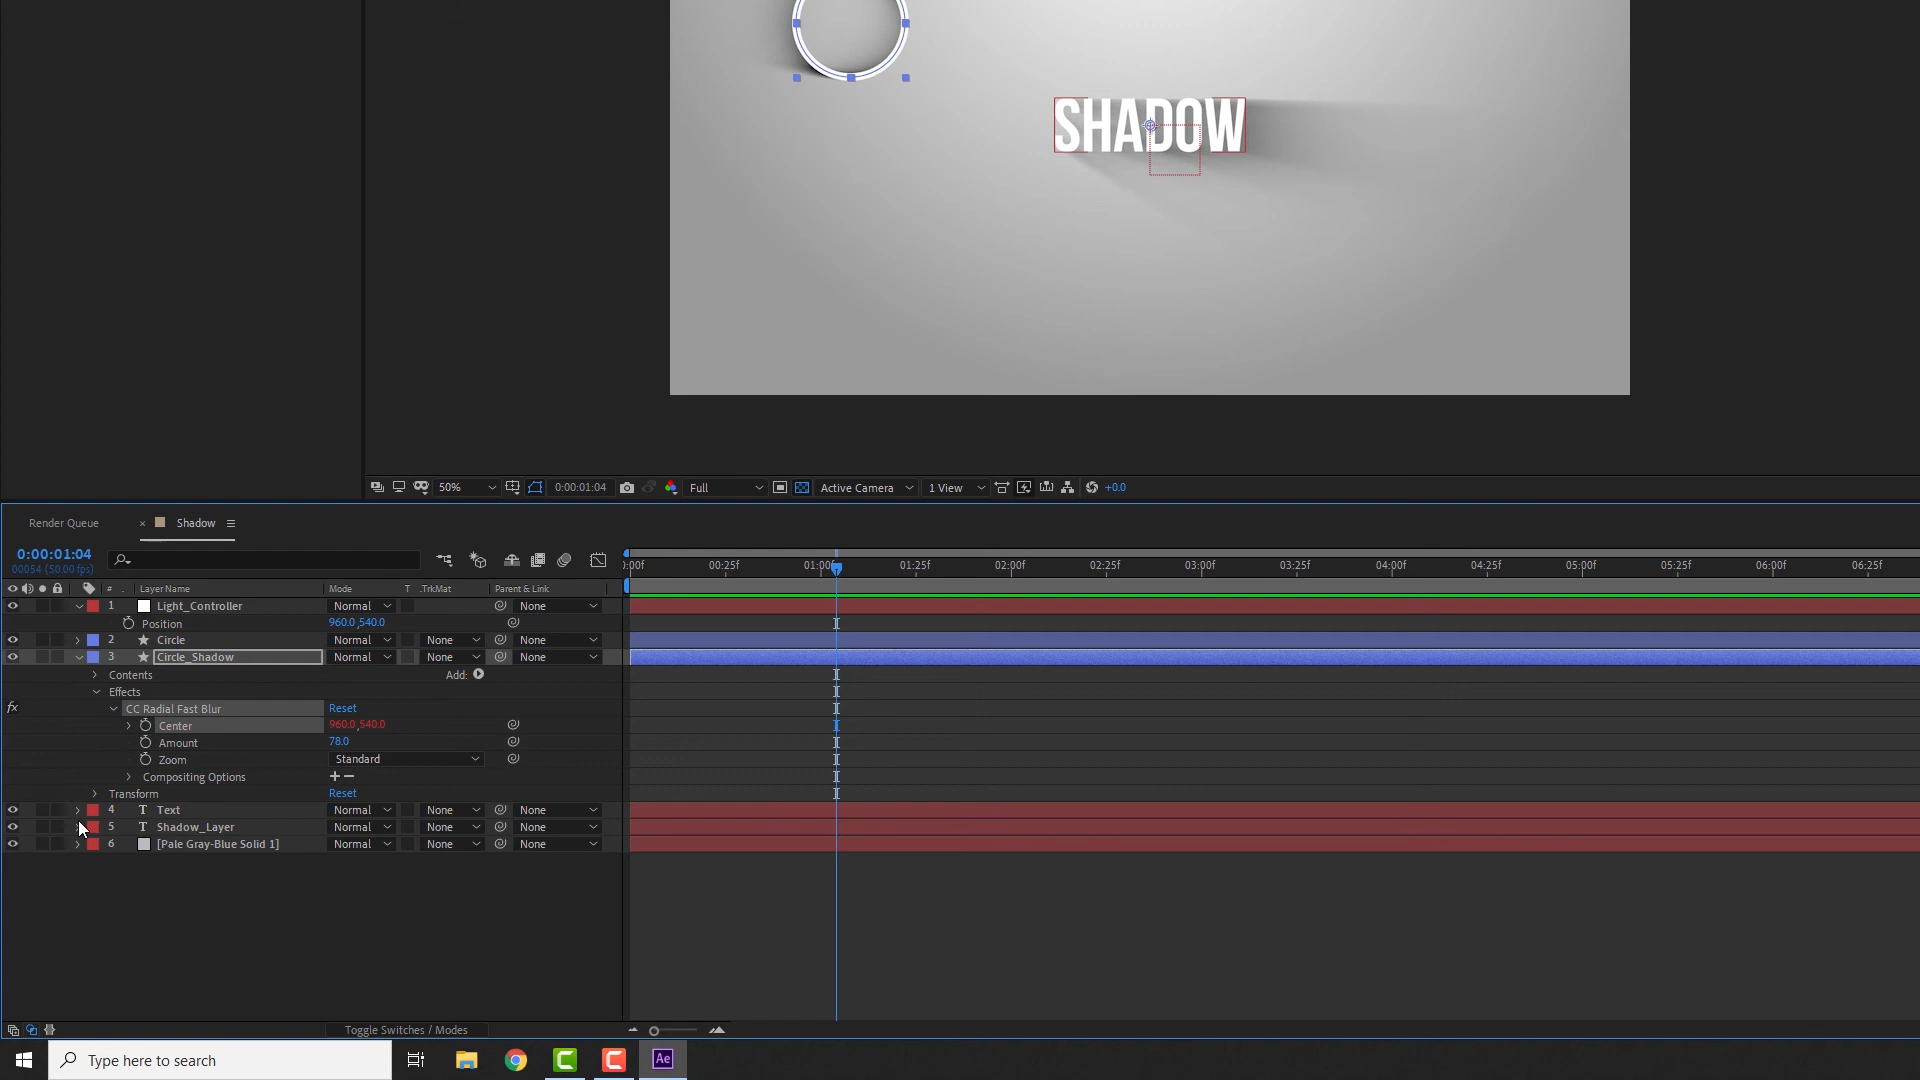 SHADOW
50%
0:00:01:04
Full
Active Camera
1 View
+0.0
Render Queue
× Shadow
0:00:01:04
00054 (50.00 fps)
00:25f 01:00f 01:25f 02:00f 02:25f 03:00f 03:25f 04:00f 04:25f 05:00f 05:25f 06:00f 06:25f
# . Layer Name Mode T .TrkMat Parent & Link
1 Light_Controller Normal None
Position 960.0,540.0
2 Circle Normal None None
3 Circle_Shadow Normal None None
Contents Add:
Effects
fx CC Radial Fast Blur Reset
Center 960.0,540.0
Amount 78.0
Zoom Standard
Compositing Options + −
Transform Reset
4 T Text Normal None None
5 T Shadow_Layer Normal None None
6 [Pale Gray-Blue Solid 1] Normal None None
Toggle Switches / Modes
Type here to search
Ae